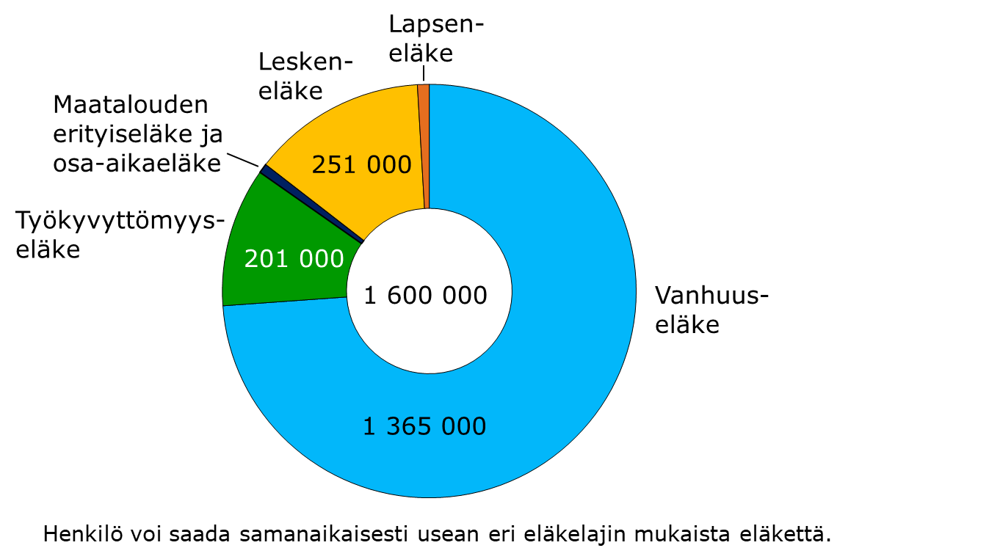 Lapsen-
eläke
Lesken-
eläke
Maatalouden
erityiseläke ja
osa-aikaeläke
251 000
Työkyvyttömyys-
eläke
201 000
1 600 000
Vanhuus-
eläke
1 365 000
Henkilö voi saada samanaikaisesti usean eri eläkelajin mukaista eläkettä.